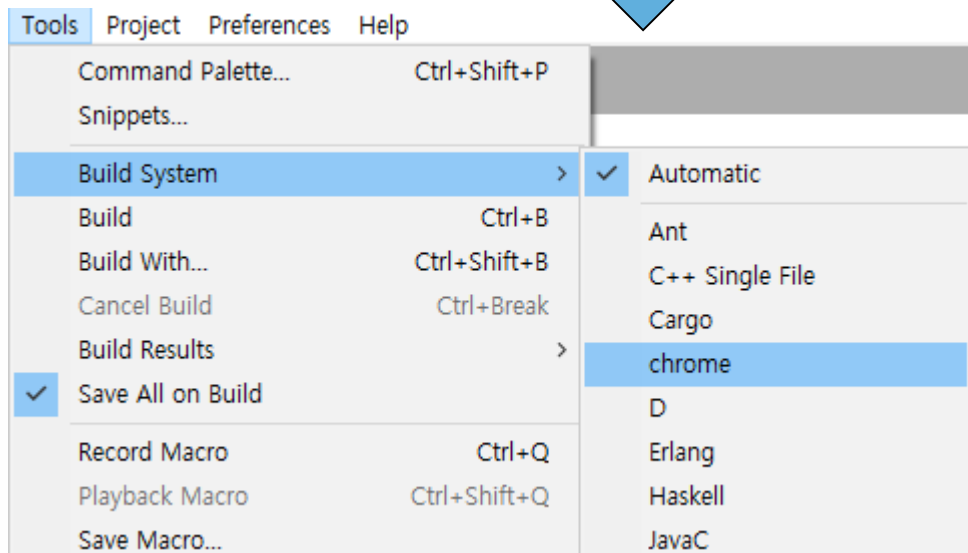 Tools Project Preferences Help
Command Palette... Ctrl+Shift+P
Snippets...
Build System
Build Ctrl+B
Build With... Ctrl+Shift+B
Cancel Build Ctrl+Break
Build Results
Save All on Build
Record Macro Ctrl+Q
Playback Macro Ctrl+Shift+Q
Save Macro...
Automatic
Ant
C++ Single File
Cargo
chrome
D
Erlang
Haskell
JavaC